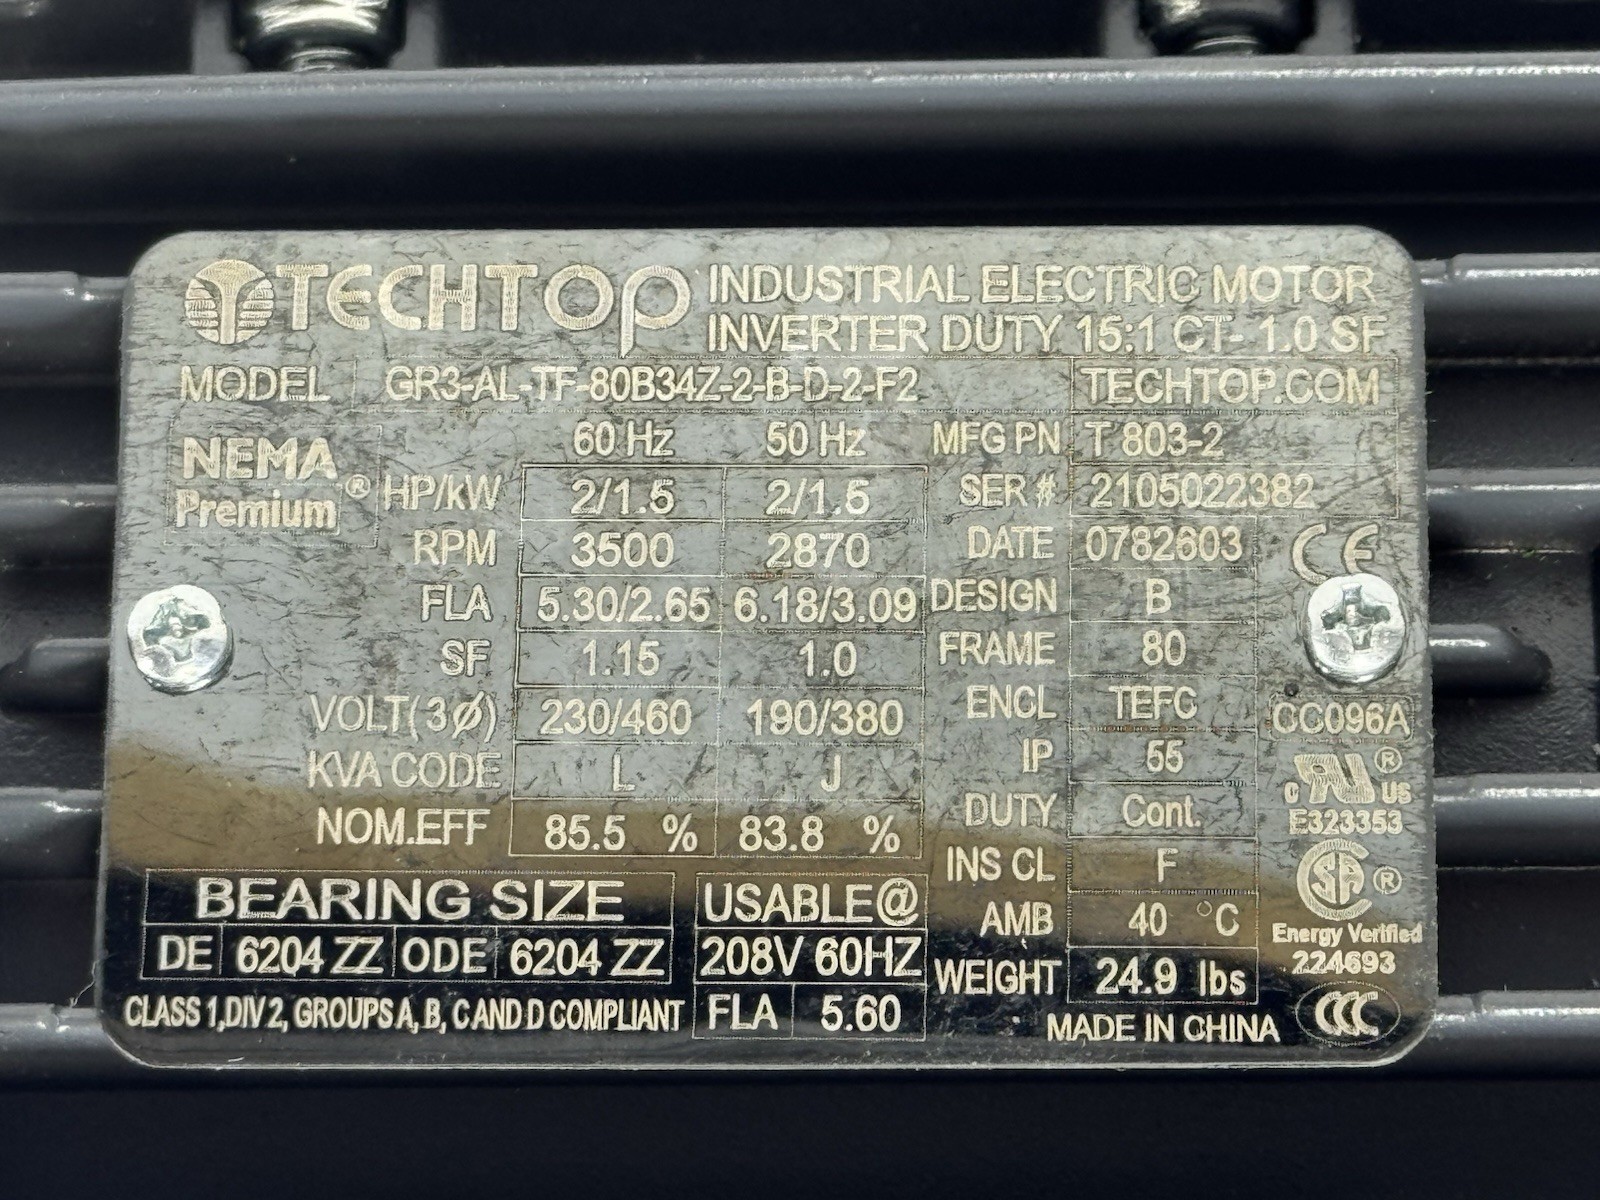 TECHTOP INDUSTRIAL ELECTRIC MOTOR
INVERTER DUTY 15:1 CT- 1.0 SF
MODEL GR3-AL-TF-80B34Z-2-B-D-2-F2 TECHTOP.COM
60 Hz 50 Hz MFG PN T 803-2
NEMA Premium ® HP/kW 2/1.5 2/1.5 SER # 2105022382
RPM 3500 2870 DATE 0782603 CE
FLA 5.30/2.65 6.18/3.09 DESIGN B
SF 1.15 1.0 FRAME 80
VOLT(3Ø) 230/460 190/380 ENCL TEFC CC096A
KVA CODE L J IP 55
NOM.EFF 85.5 % 83.8 % DUTY Cont. c RU ® US
E323353
INS CL F CSA ®
BEARING SIZE USABLE@ AMB 40 °C Energy Verified
224693
DE 6204 ZZ ODE 6204 ZZ 208V 60HZ WEIGHT 24.9 lbs
CLASS 1,DIV 2, GROUPS A, B, C AND D COMPLIANT FLA 5.60 MADE IN CHINA CCC